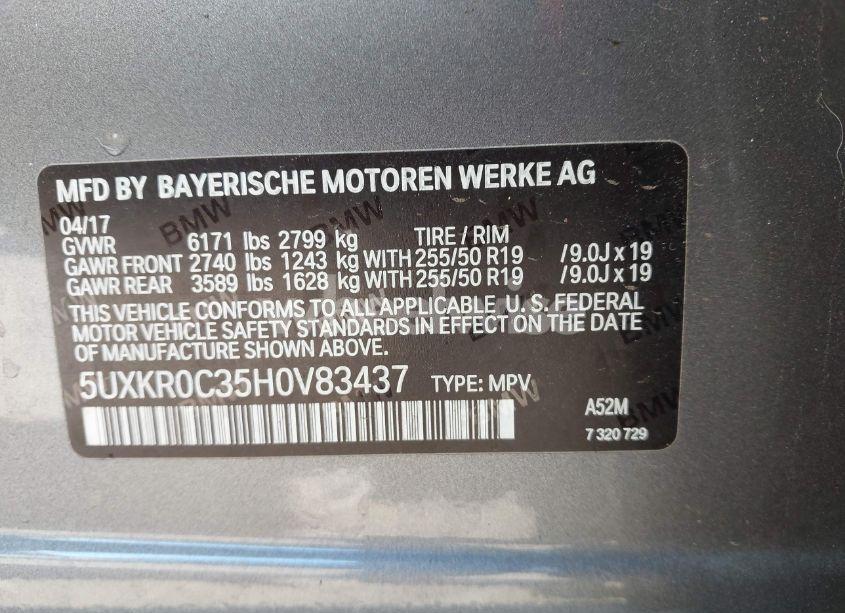 MFD BY BAYERISCHE MOTOREN WERKE AG
04/17
GVWR 6171 lbs 2799 kg TIRE / RIM
GAWR FRONT 2740 lbs 1243 kg WITH 255/50 R19 /9.0J x 19
GAWR REAR 3589 lbs 1628 kg WITH 255/50 R19 /9.0J x 19
THIS VEHICLE CONFORMS TO ALL APPLICABLE U. S. FEDERAL
MOTOR VEHICLE SAFETY STANDARDS IN EFFECT ON THE DATE
OF MANUFACTURE SHOWN ABOVE.
5UXKR0C35H0V83437 TYPE: MPV
A52M
7 320 729